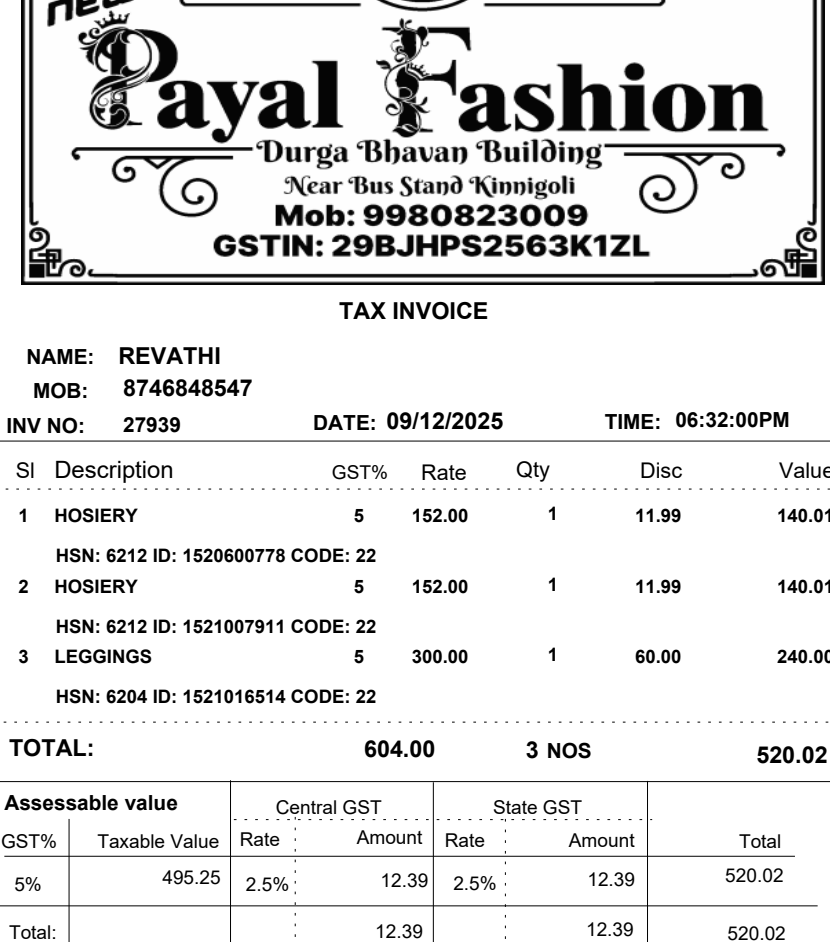 new
Payal Fashion
Durga Bhavan Building
Near Bus Stand Kinnigoli
Mob: 9980823009
GSTIN: 29BJHPS2563K1ZL
TAX INVOICE
NAME: REVATHI
MOB: 8746848547
INV NO: 27939 DATE: 09/12/2025 TIME: 06:32:00PM
Sl Description GST% Rate Qty Disc Value
1 HOSIERY 5 152.00 1 11.99 140.01
HSN: 6212 ID: 1520600778 CODE: 22
2 HOSIERY 5 152.00 1 11.99 140.01
HSN: 6212 ID: 1521007911 CODE: 22
3 LEGGINGS 5 300.00 1 60.00 240.00
HSN: 6204 ID: 1521016514 CODE: 22
TOTAL: 604.00 3 NOS 520.02
Assessable value Central GST State GST
GST% Taxable Value Rate Amount Rate Amount Total
5% 495.25 2.5% 12.39 2.5% 12.39 520.02
Total: 12.39 12.39 520.02